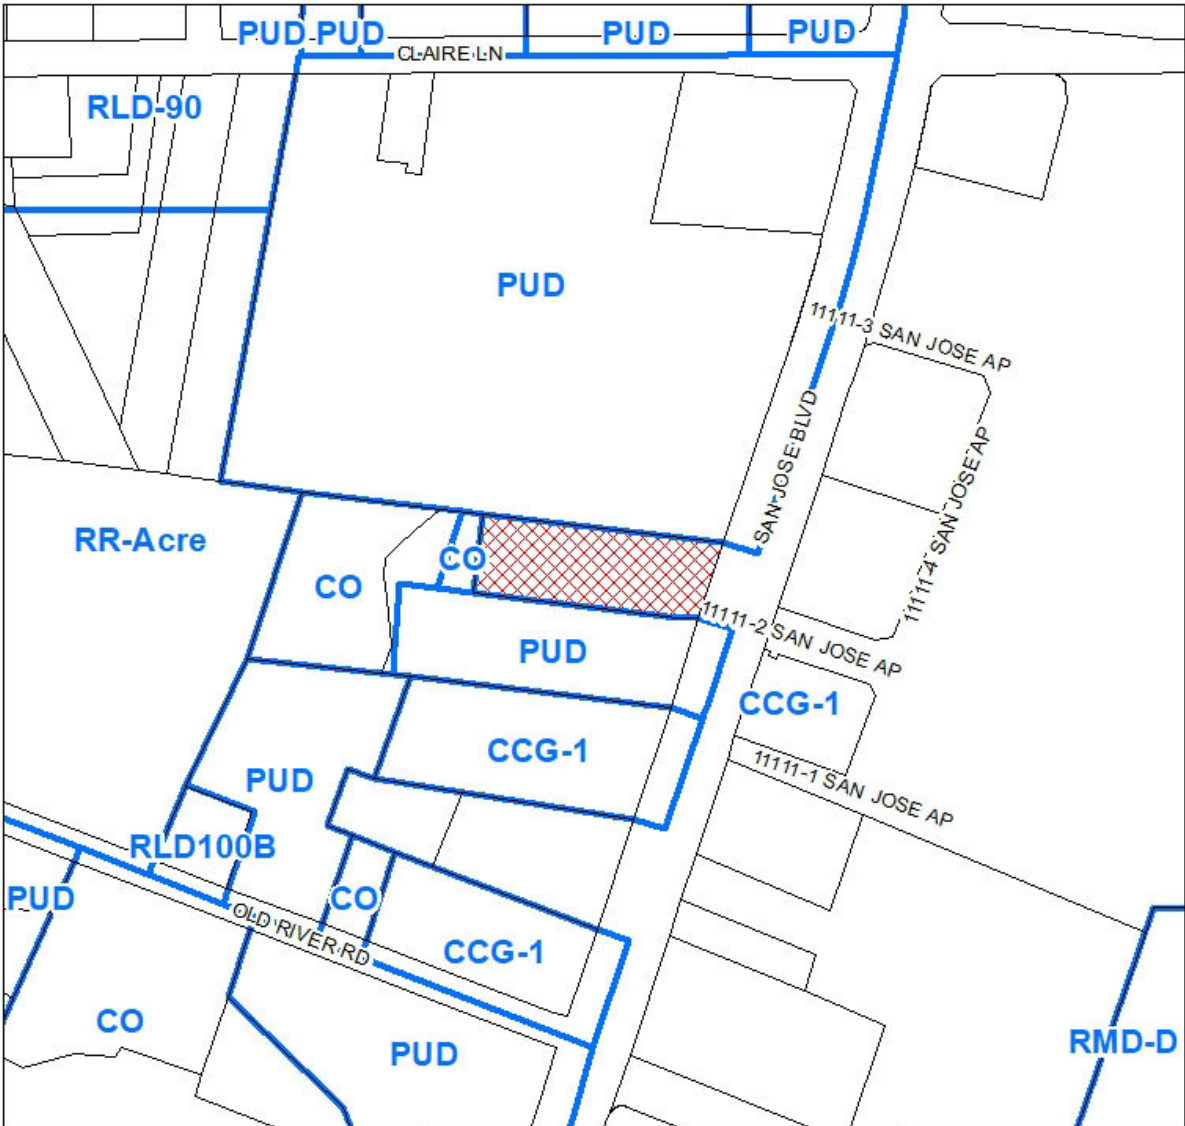 PUD
PUD
PUD
PUD
CLAIRE LN
RLD-90
PUD
11111-3 SAN JOSE AP
SAN JOSE BLVD
11111-4 SAN JOSE AP
RR-Acre
CO
CO
11111-2 SAN JOSE AP
PUD
CCG-1
CCG-1
PUD
11111-1 SAN JOSE AP
RLD100B
PUD
CO
OLD RIVER RD
CCG-1
CO
PUD
RMD-D